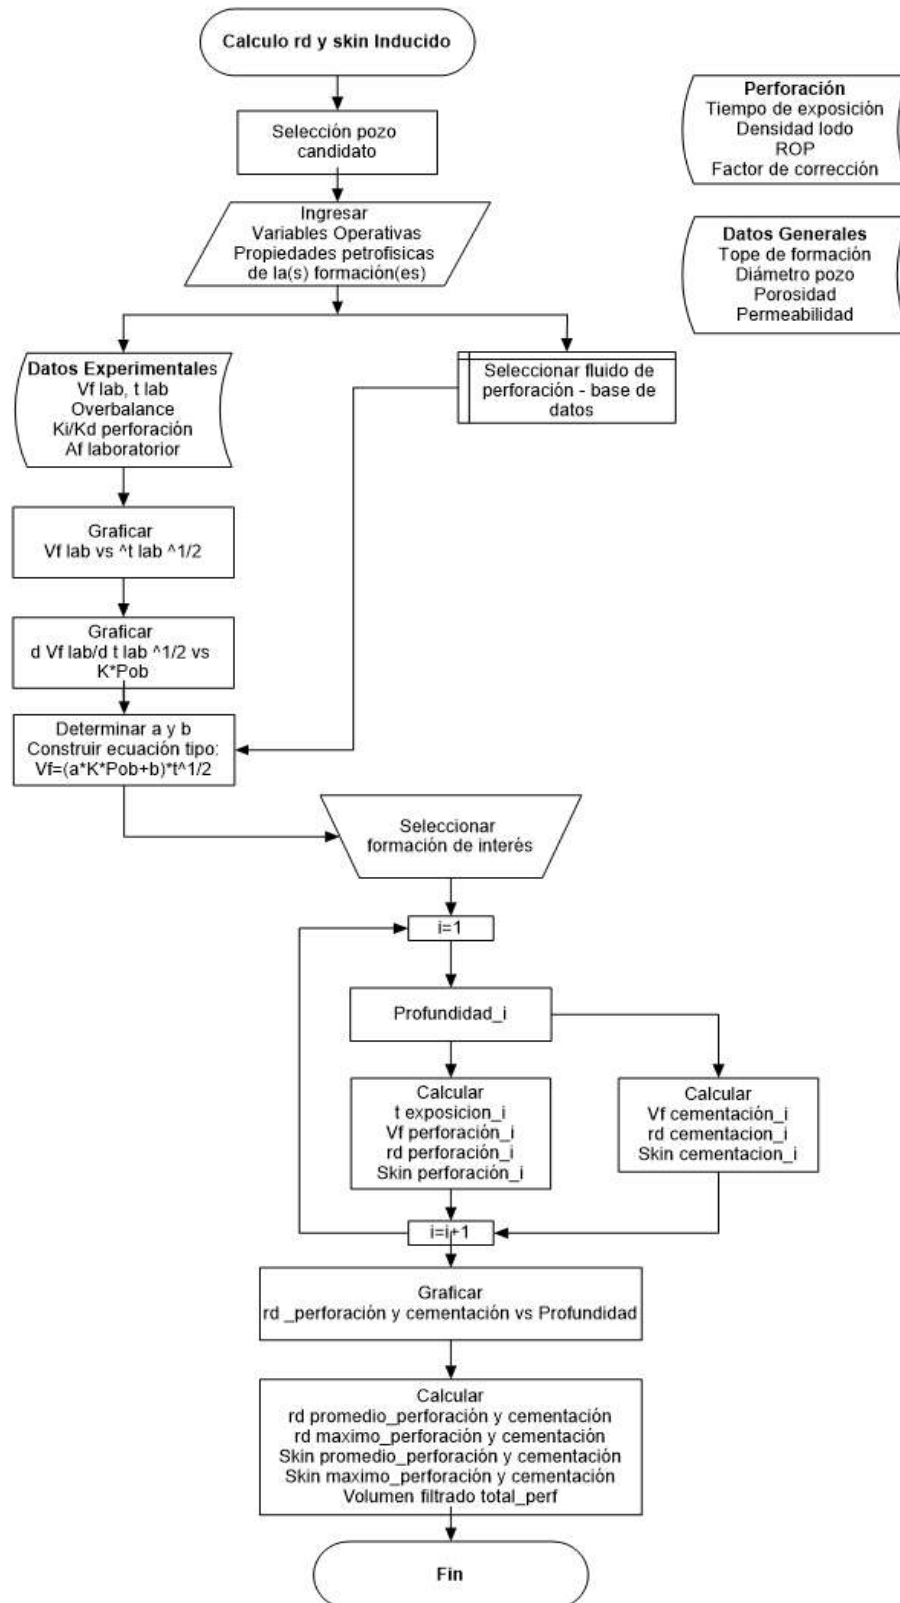 Calculo rd y skin Inducido
Selección pozo
candidato
Ingresar
Variables Operativas
Propiedades petrofisicas
de la(s) formación(es)
Perforación
Tiempo de exposición
Densidad lodo
ROP
Factor de corrección
Datos Generales
Tope de formación
Diámetro pozo
Porosidad
Permeabilidad
Datos Experimentales
Vf lab, t lab
Overbalance
Ki/Kd perforación
Af laboratorior
Seleccionar fluido de
perforación - base de
datos
Graficar
Vf lab vs ^t lab ^1/2
Graficar
d Vf lab/d t lab ^1/2 vs
K*Pob
Determinar a y b
Construir ecuación tipo:
Vf=(a*K*Pob+b)*t^1/2
Seleccionar
formación de interés
i=1
Profundidad_i
Calcular
t exposicion_i
Vf perforación_i
rd perforación_i
Skin perforación_i
Calcular
Vf cementación_i
rd cementacion_i
Skin cementacion_i
i=i+1
Graficar
rd _perforación y cementación vs Profundidad
Calcular
rd promedio_perforación y cementación
rd maximo_perforación y cementación
Skin promedio_perforación y cementación
Skin maximo_perforación y cementación
Volumen filtrado total_perf
Fin